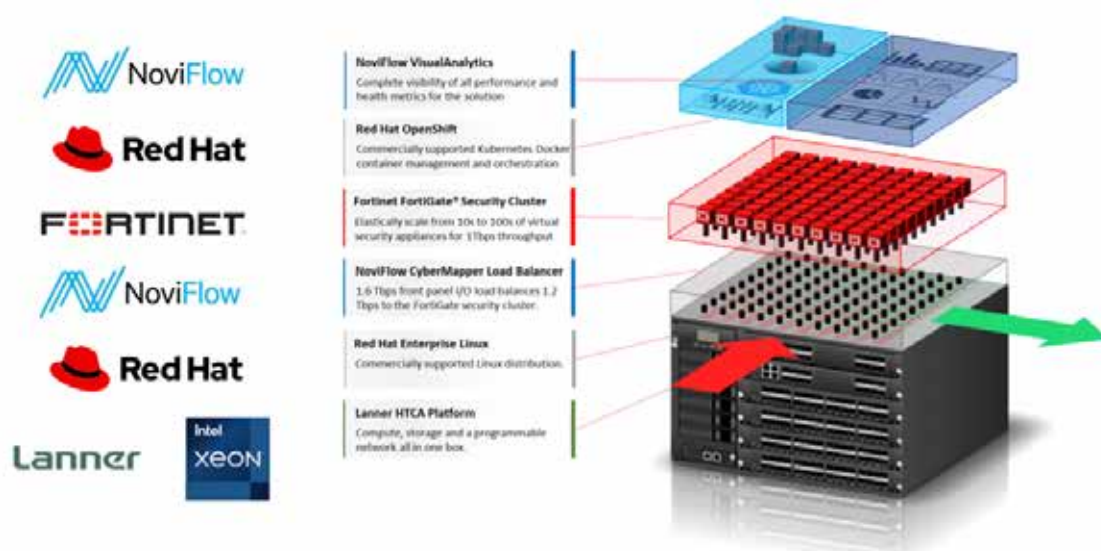 NoviFlow
Red Hat
FORTINET
NoviFlow
Red Hat
Lanner
Intel
XEON
NoviFlow VisualAnalytics
Complete visibility of all performance and
health metrics for the solution
Red Hat OpenShift
Commercially supported Kubernetes Docker
container management and orchestration
Fortinet FortiGate® Security Cluster
Elastically scale from 10s to 100s of virtual
security appliances for 1Tbps throughput
NoviFlow CyberMapper Load Balancer
1.6 Tbps front panel I/O load balances 1.2
Tbps to the FortiGate security cluster.
Red Hat Enterprise Linux
Commercially supported Linux distribution.
Lanner HTCA Platform
Compute, storage and a programmable
network all in one box.